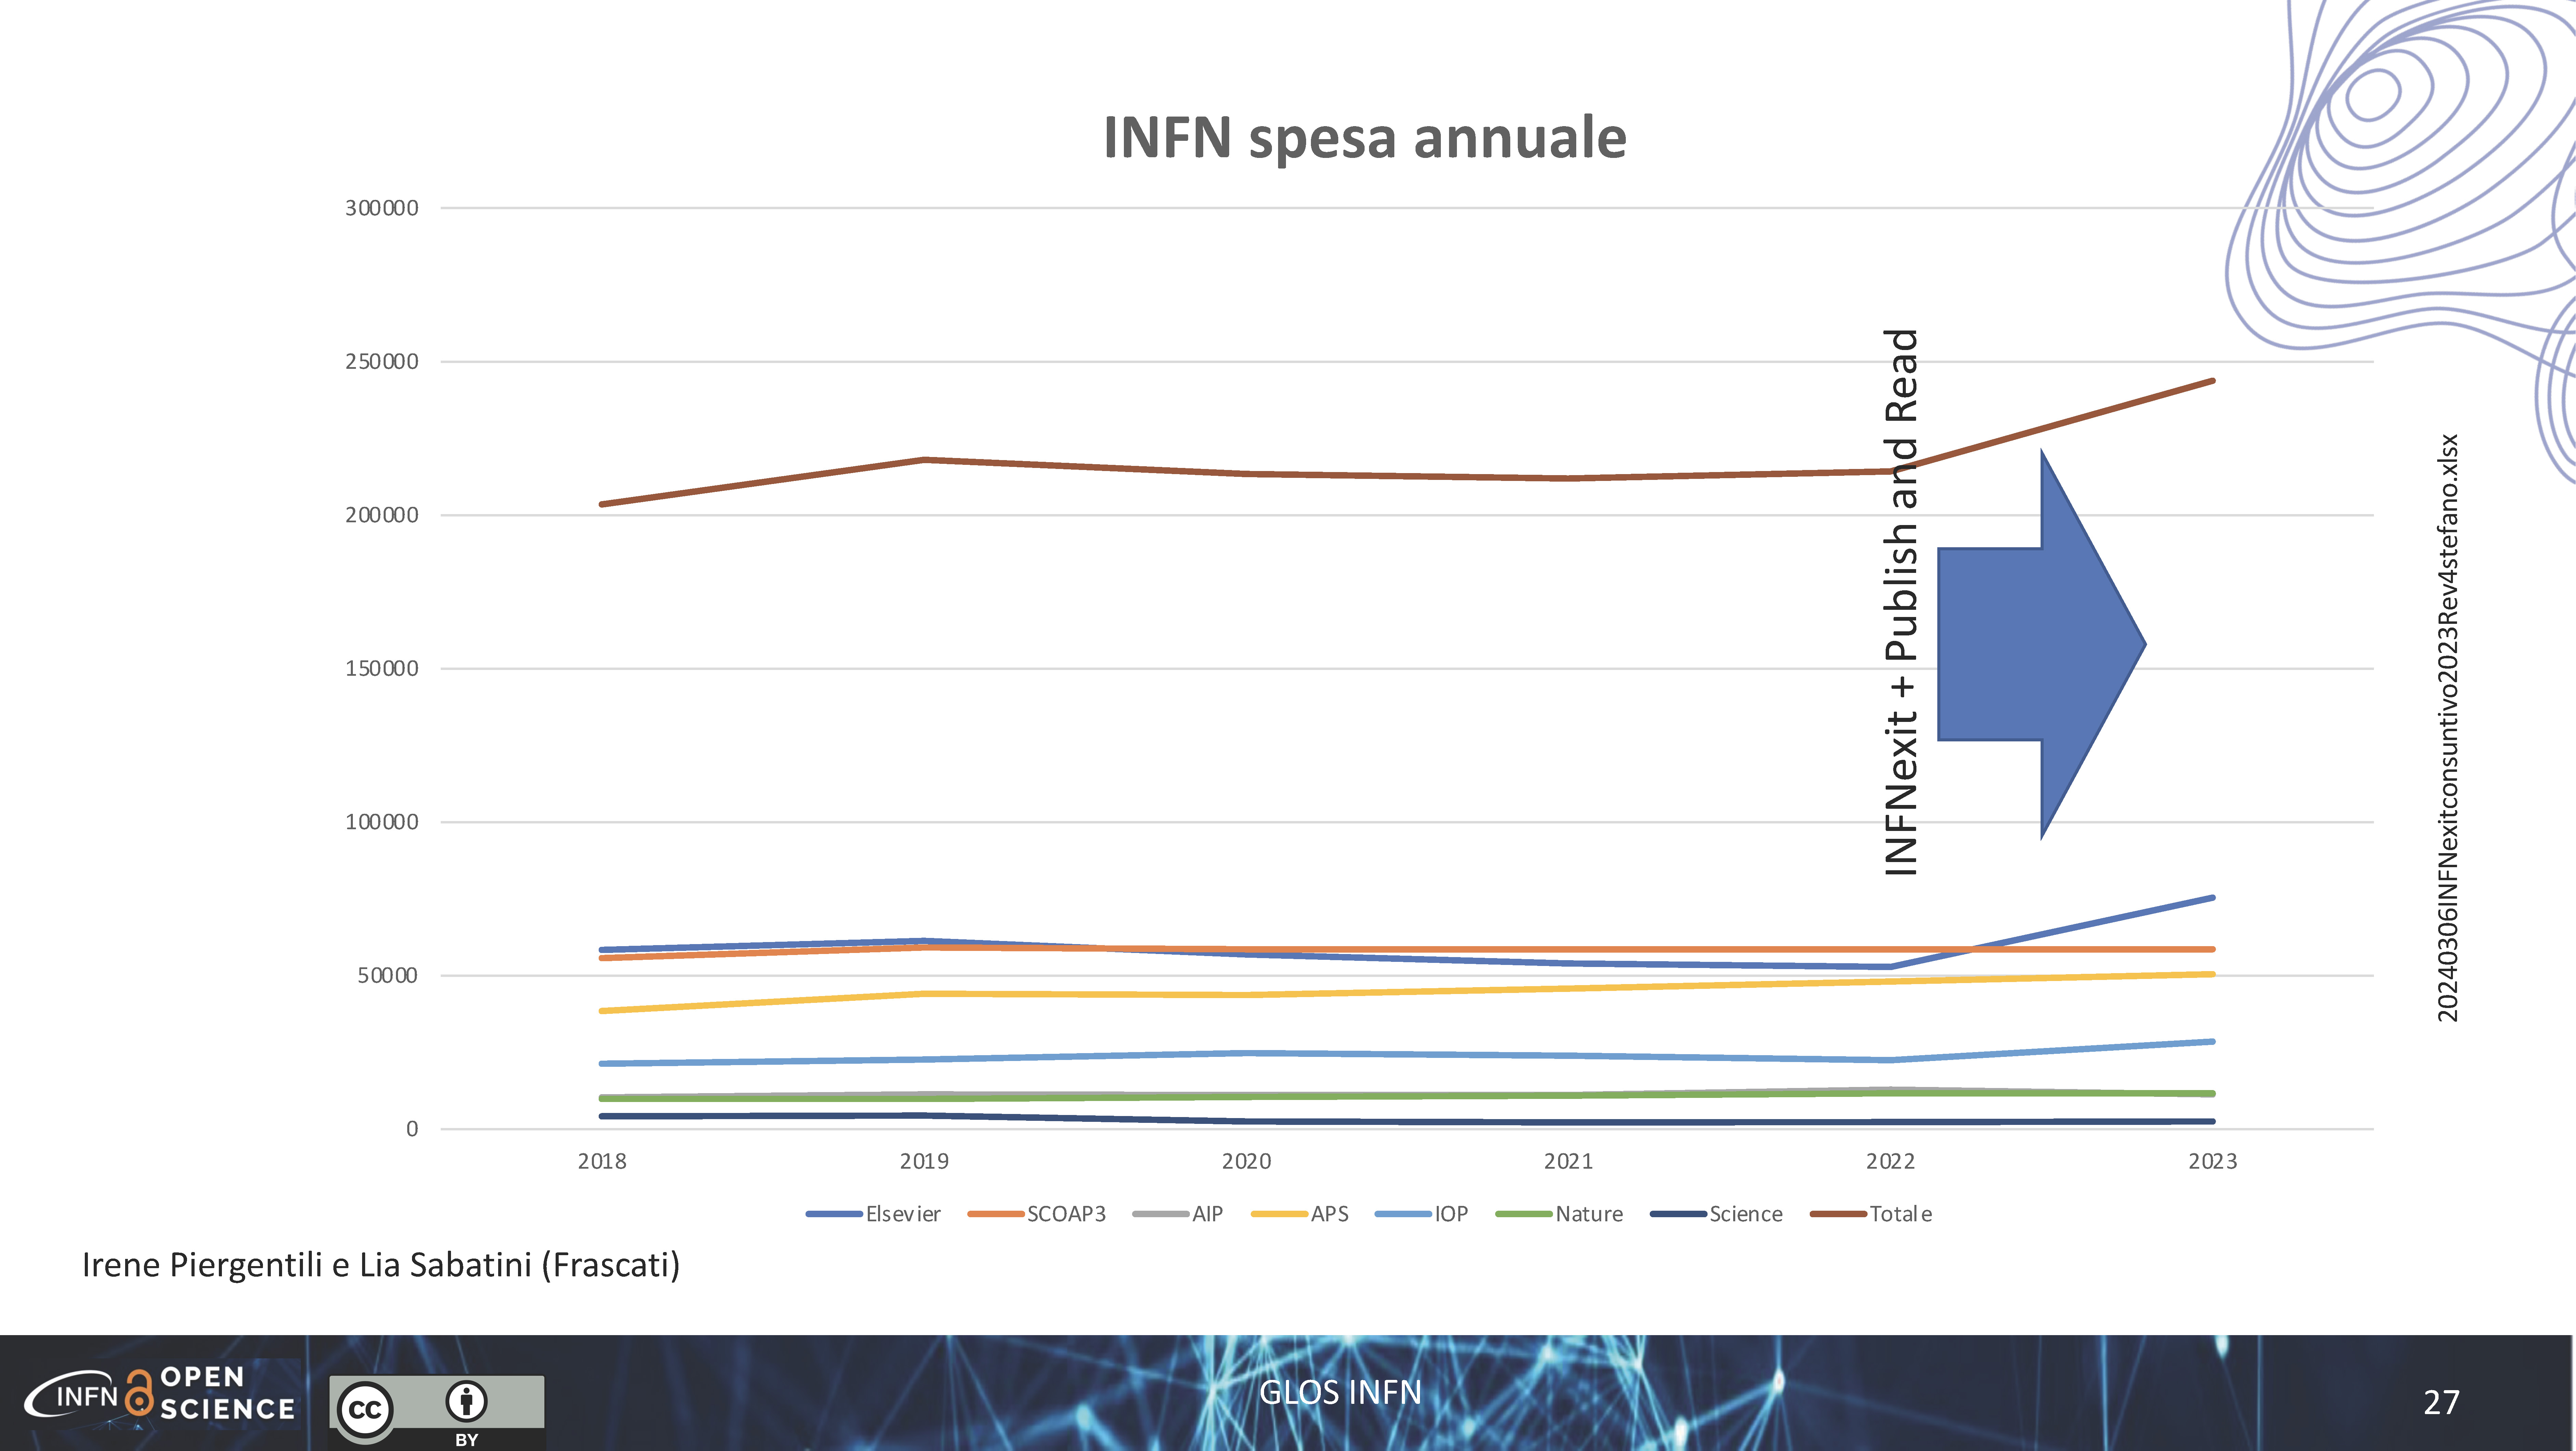 INFN spesa annuale
300000
250000
200000
150000
100000
50000
0
2018 2019 2020 2021 2022 2023
INFNexit + Publish and Read
20240306INFNexitconsuntivo2023Rev4stefano.xlsx
Elsevier SCOAP3 AIP APS IOP Nature Science Totale
Irene Piergentili e Lia Sabatini (Frascati)
INFN OPEN
SCIENCE
cc
BY
GLOS INFN
27